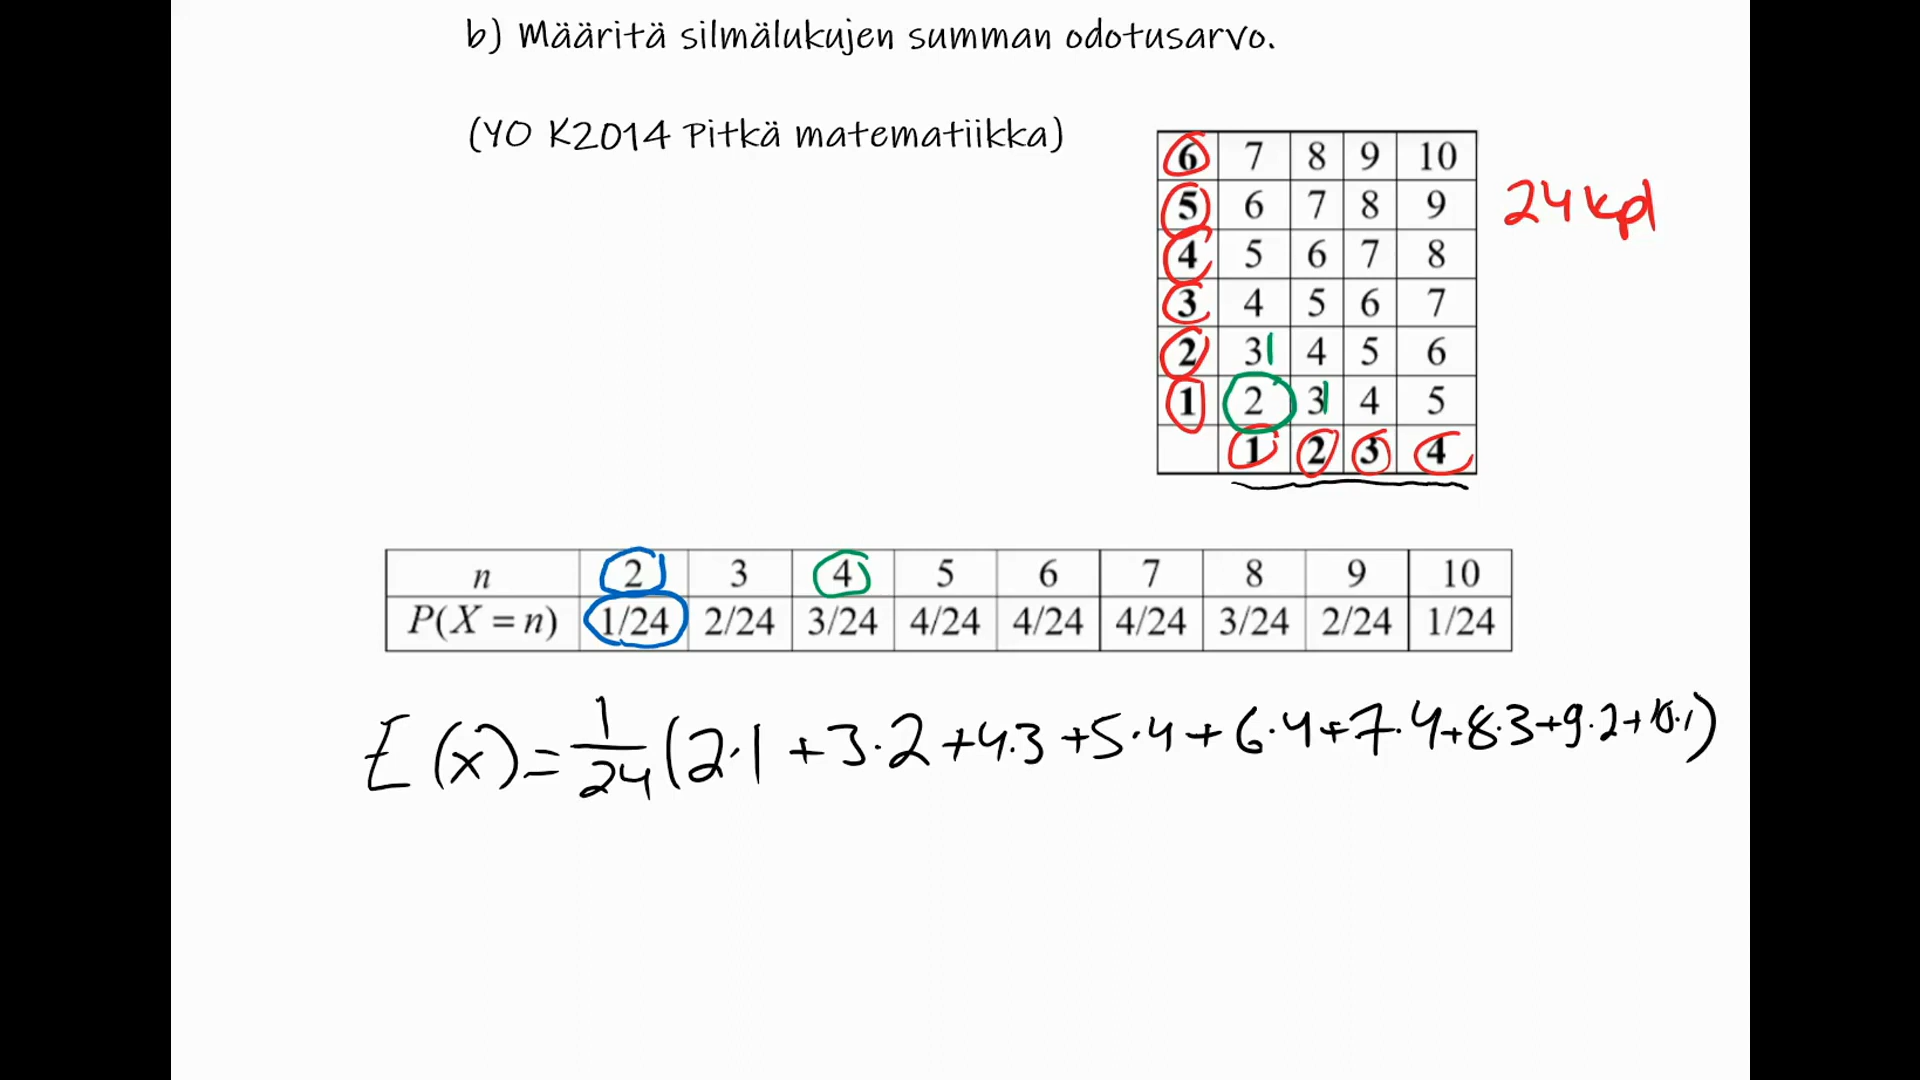 b) Määritä silmälukujen summan odotusarvo.
(YO K2014 Pitkä matematiikka)
6 7 8 9 10
5 6 7 8 9
4 5 6 7 8
3 4 5 6 7
2 3 4 5 6
1 2 3 4 5
1 2 3 4
24 kpl
n 2 3 4 5 6 7 8 9 10
P(X = n) 1/24 2/24 3/24 4/24 4/24 4/24 3/24 2/24 1/24
E(x) = 1/24 (2·1 + 3·2 + 4·3 + 5·4 + 6·4 + 7·4 + 8·3 + 9·2 + 10·1)